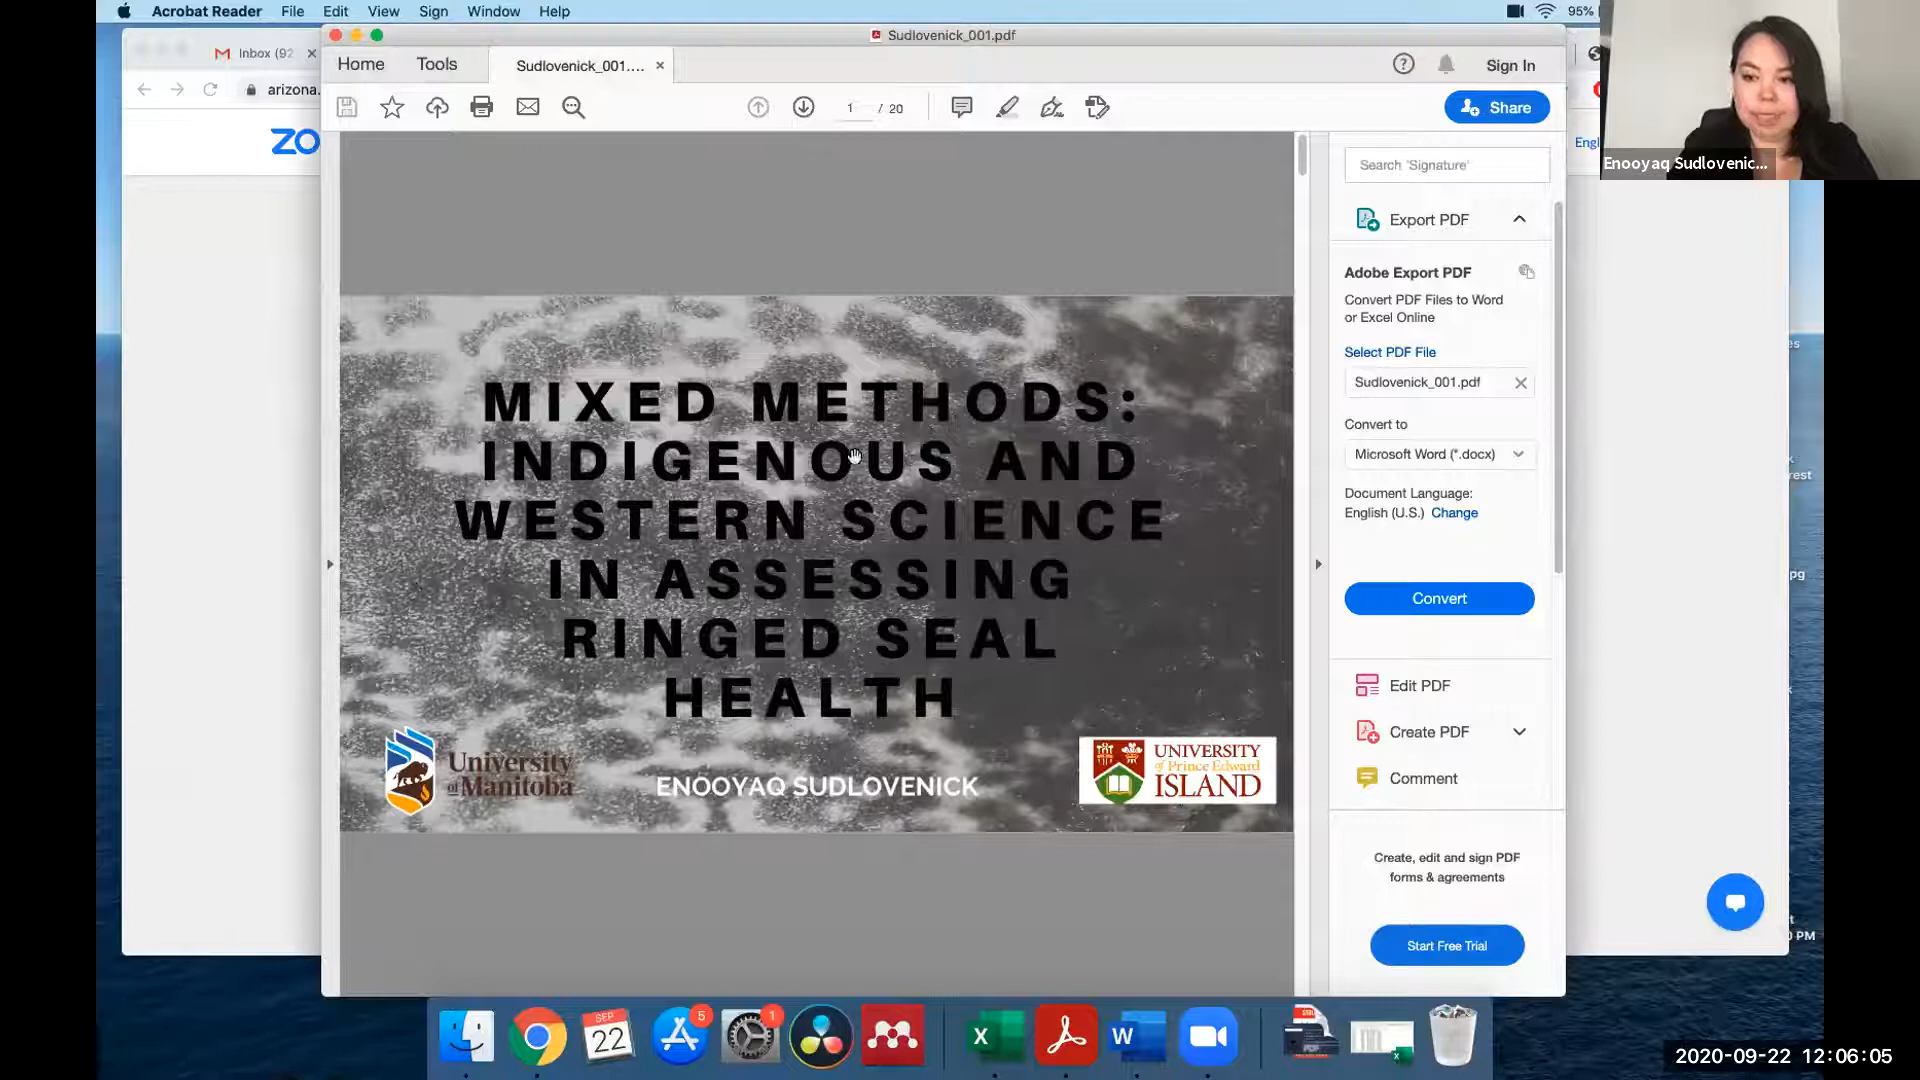 Acrobat Reader File Edit View Sign Window Help 95%
Inbox (92
Sudlovenick_001.pdf
Home Tools Sudlovenick_001.... Sign In
arizona.
1 / 20 Share
ZO
Engl
Enooyaq Sudlovenic...
Search 'Signature'
Export PDF
Adobe Export PDF
Convert PDF Files to Word
or Excel Online
Select PDF File
Sudlovenick_001.pdf
Convert to
Microsoft Word (*.docx)
Document Language:
English (U.S.) Change
Convert
Edit PDF
Create PDF
Comment
Create, edit and sign PDF
forms & agreements
Start Free Trial
MIXED METHODS:
INDIGENOUS AND
WESTERN SCIENCE
IN ASSESSING
RINGED SEAL
HEALTH
University
of Manitoba
ENOOYAQ SUDLOVENICK
UNIVERSITY
of Prince Edward
ISLAND
PM
SEP
22
5
1
X
W
2020-09-22 12:06:05